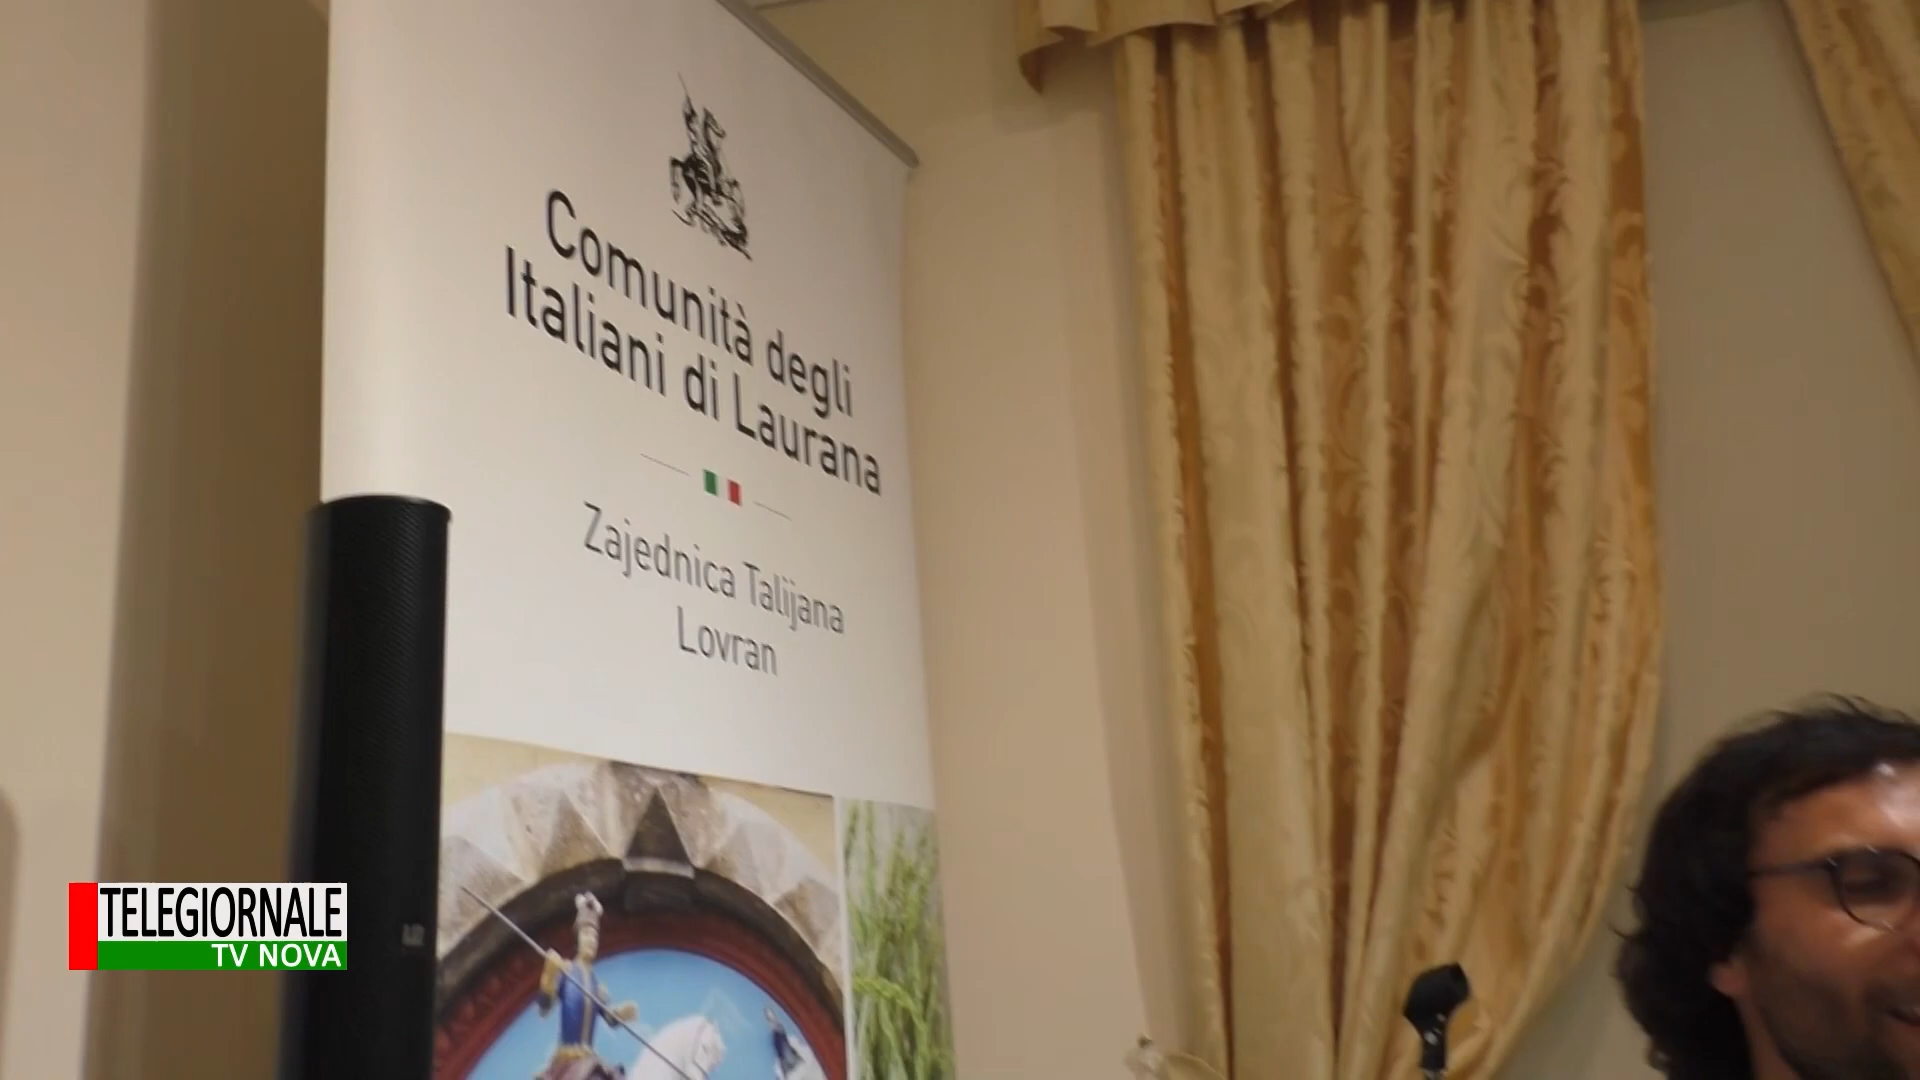 Comunità degli
Italiani di Laurana
Zajednica Talijana
Lovran
TELEGIORNALE
TV NOVA